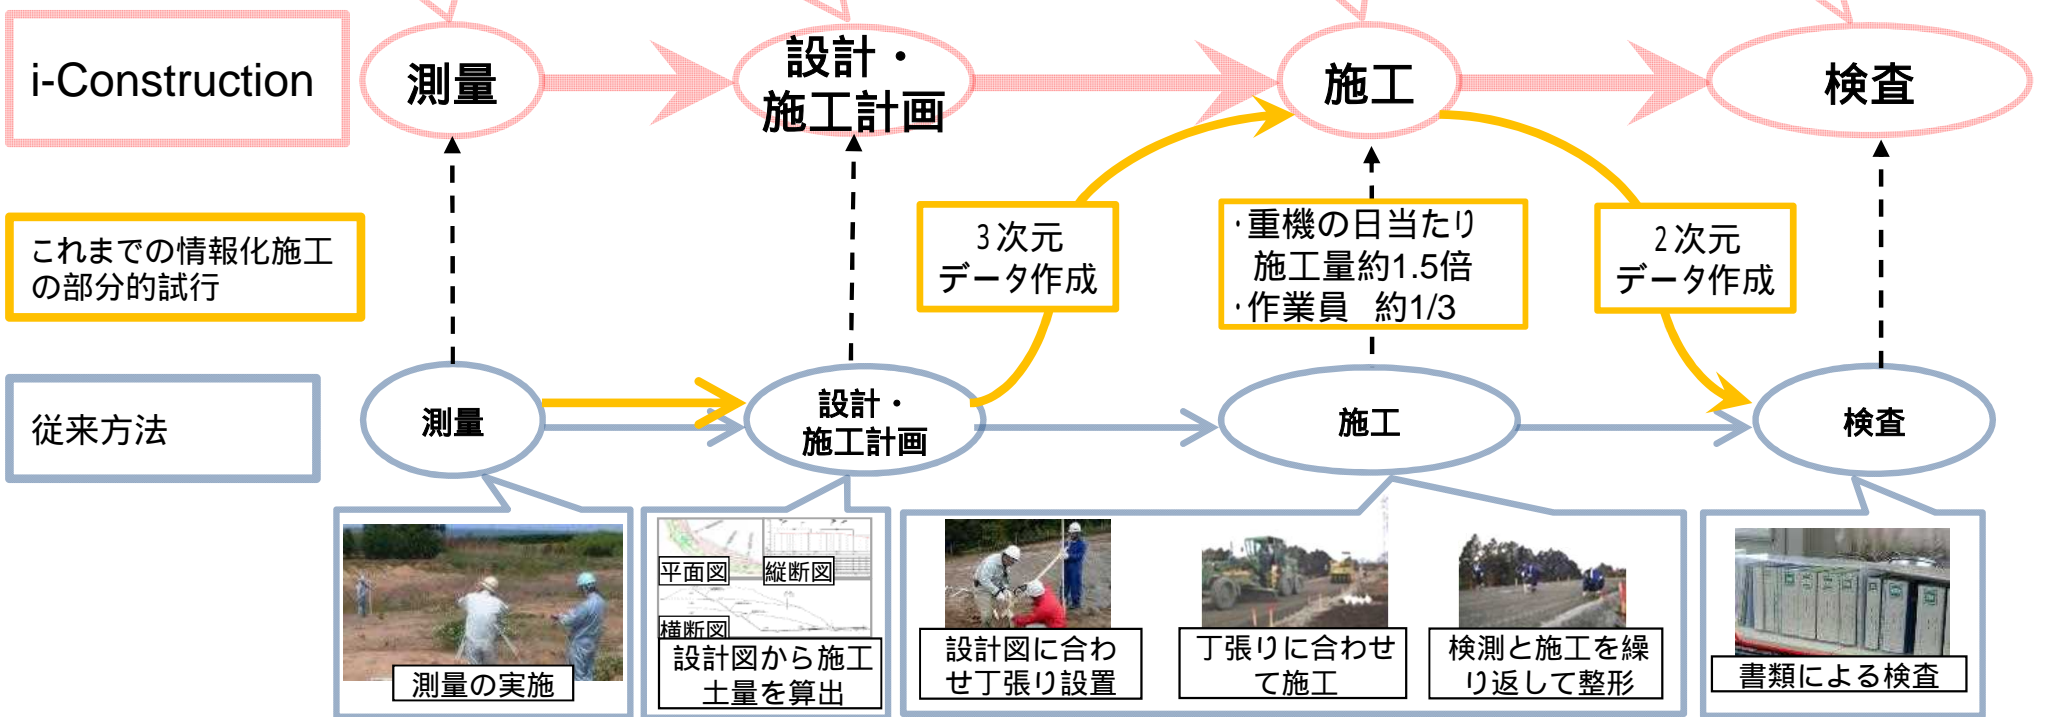 i-Construction
測量
設計・
施工計画
施工
検査
これまでの情報化施工
の部分的試行
3次元
データ作成
・重機の日当たり
施工量約1.5倍
・作業員 約1/3
2次元
データ作成
従来方法
測量
設計・
施工計画
施工
検査
測量の実施
平面図
縦断図
横断図
設計図から施工
土量を算出
設計図に合わ
せ丁張り設置
丁張りに合わせ
て施工
検測と施工を繰
り返して整形
書類による検査